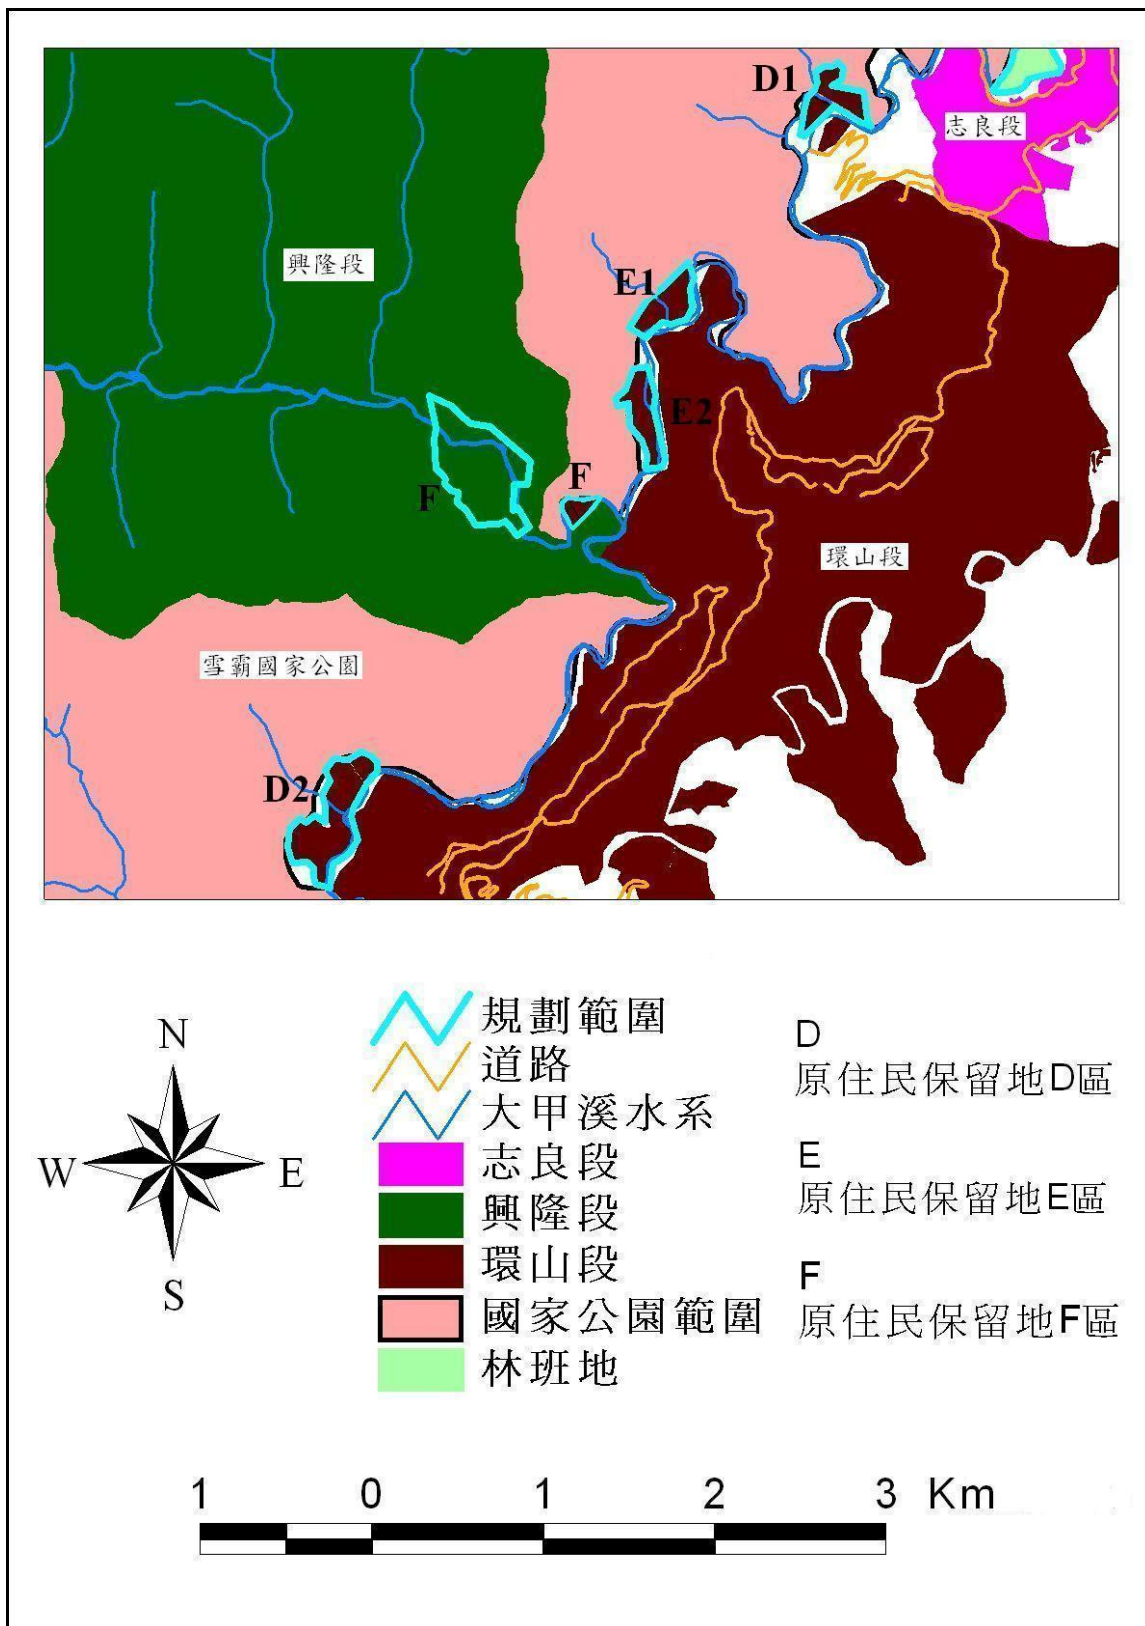 D1
志良段
興隆段
E1
E2
F
F
環山段
雪霸國家公園
D2
N
W
E
S
規劃範圍
道路
大甲溪水系
志良段
興隆段
環山段
國家公園範圍
林班地
D
原住民保留地D區
E
原住民保留地E區
F
原住民保留地F區
1 0 1 2 3 Km